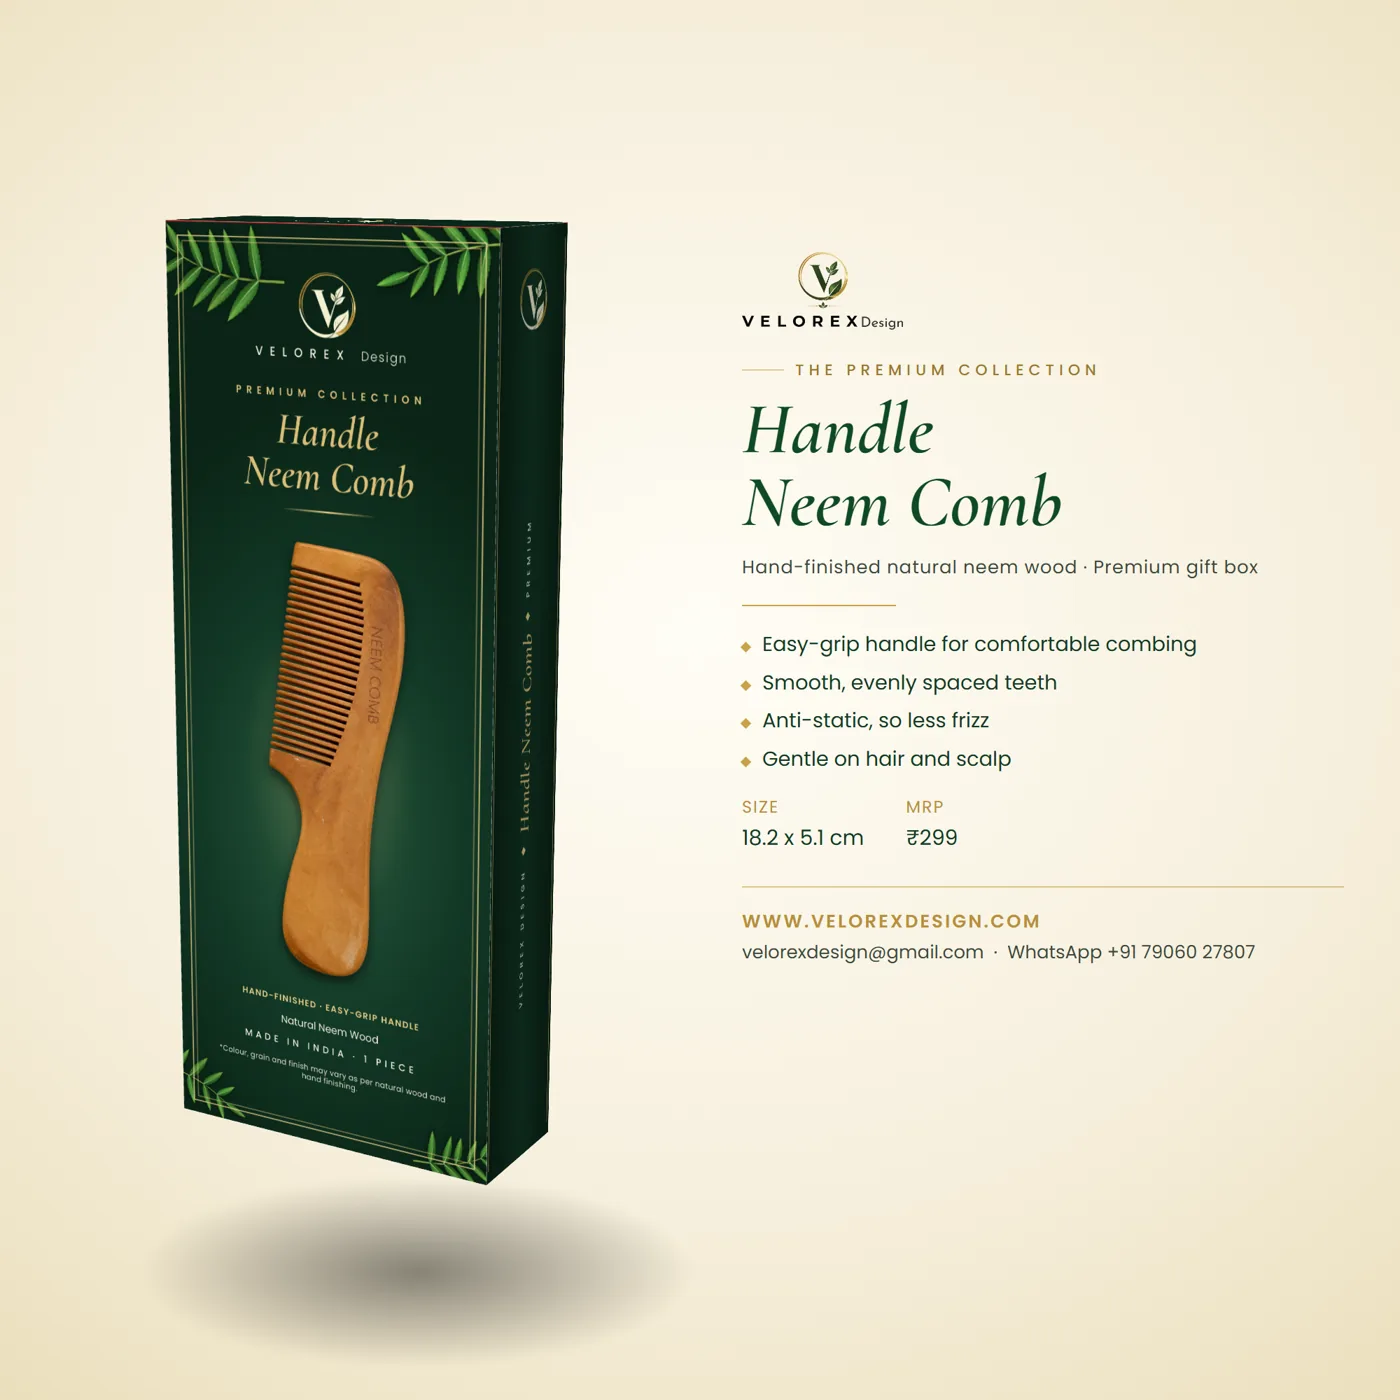 V
VELOREX Design
PREMIUM COLLECTION
Handle
Neem Comb
NEEM COMB
HAND-FINISHED · EASY-GRIP HANDLE
Natural Neem Wood
MADE IN INDIA · 1 PIECE
*Colour, grain and finish may vary as per natural wood and
hand finishing.
V
VELOREX DESIGN ♦ Handle Neem Comb ♦ PREMIUM
V
VELOREX Design
THE PREMIUM COLLECTION
Handle
Neem Comb
Hand-finished natural neem wood · Premium gift box
Easy-grip handle for comfortable combing
Smooth, evenly spaced teeth
Anti-static, so less frizz
Gentle on hair and scalp
SIZE MRP
18.2 x 5.1 cm ₹299
WWW.VELOREXDESIGN.COM
velorexdesign@gmail.com · WhatsApp +91 79060 27807